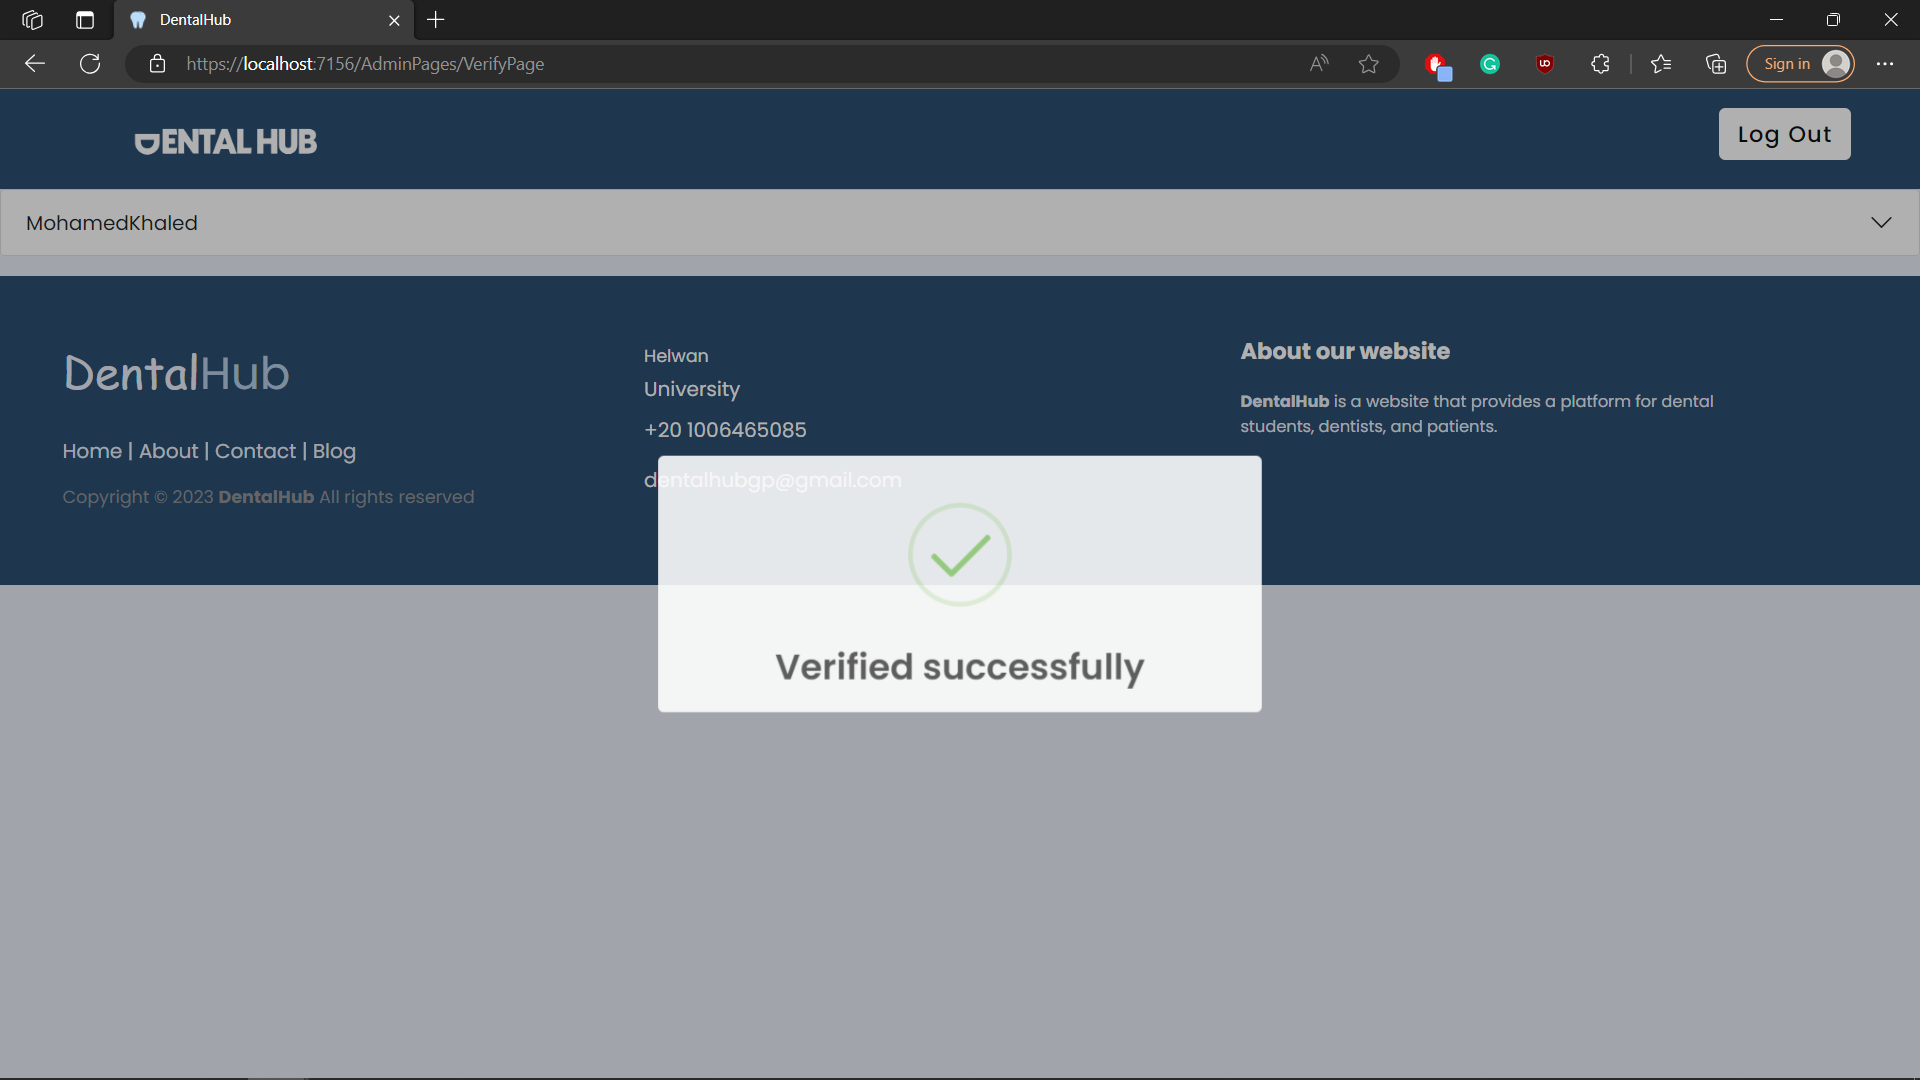 DentalHub
https://localhost:7156/AdminPages/VerifyPage
Sign in
DENTAL HUB
Log Out
MohamedKhaled
DentalHub
Home | About | Contact | Blog
Copyright © 2023 DentalHub All rights reserved
Helwan
University
+20 1006465085
dentalhubgp@gmail.com
About our website
DentalHub is a website that provides a platform for dental
students, dentists, and patients.
Verified successfully